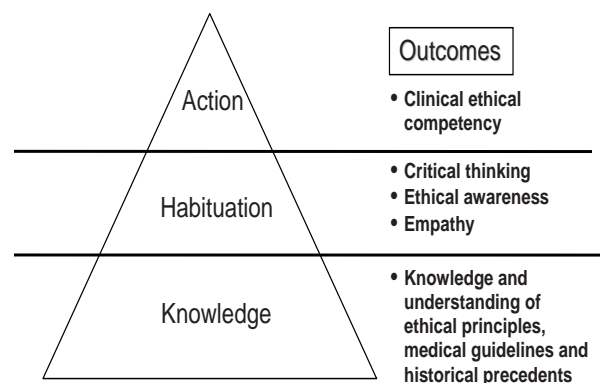 Outcomes
Action
• Clinical ethical
competency
Habituation
• Critical thinking
• Ethical awareness
• Empathy
Knowledge
• Knowledge and
understanding of
ethical principles,
medical guidelines and
historical precedents